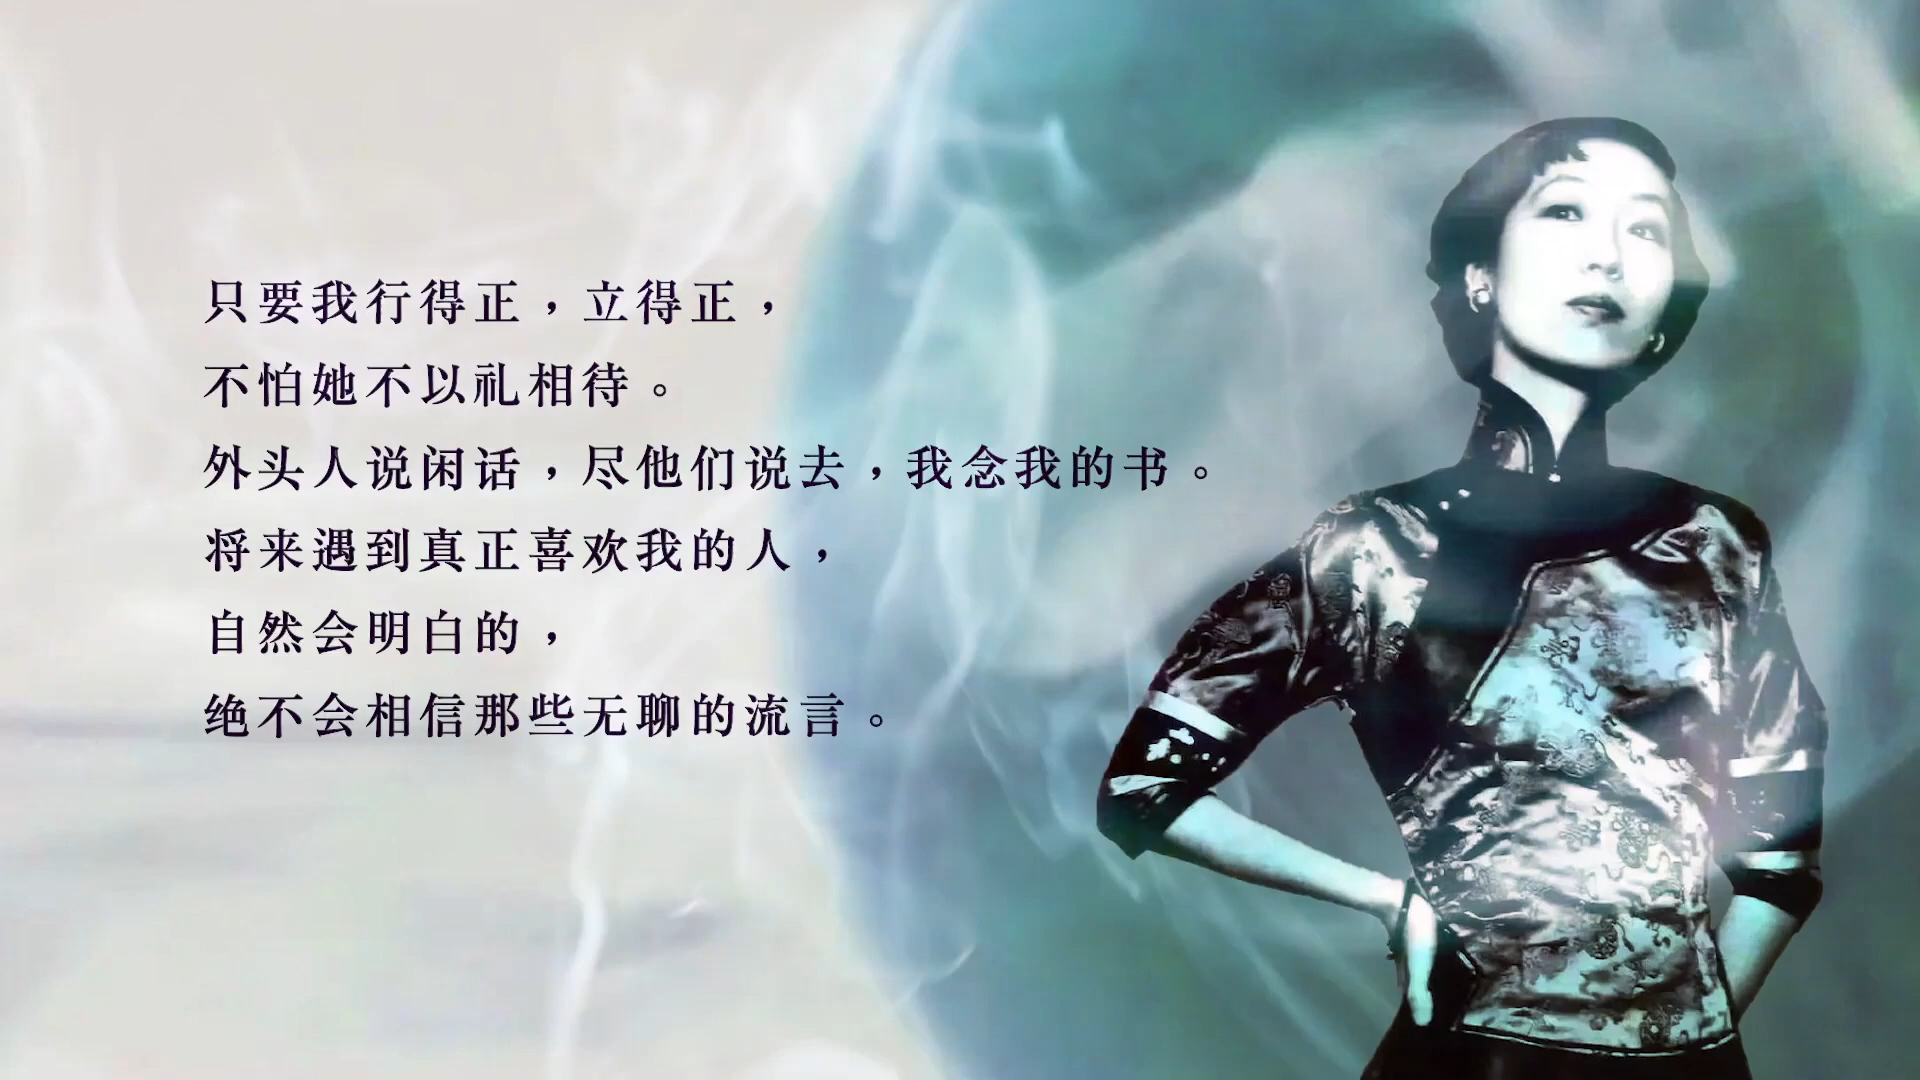 只要我行得正，立得正，
不怕她不以礼相待。
外头人说闲话，尽他们说去，我念我的书。
将来遇到真正喜欢我的人，
自然会明白的，
绝不会相信那些无聊的流言。